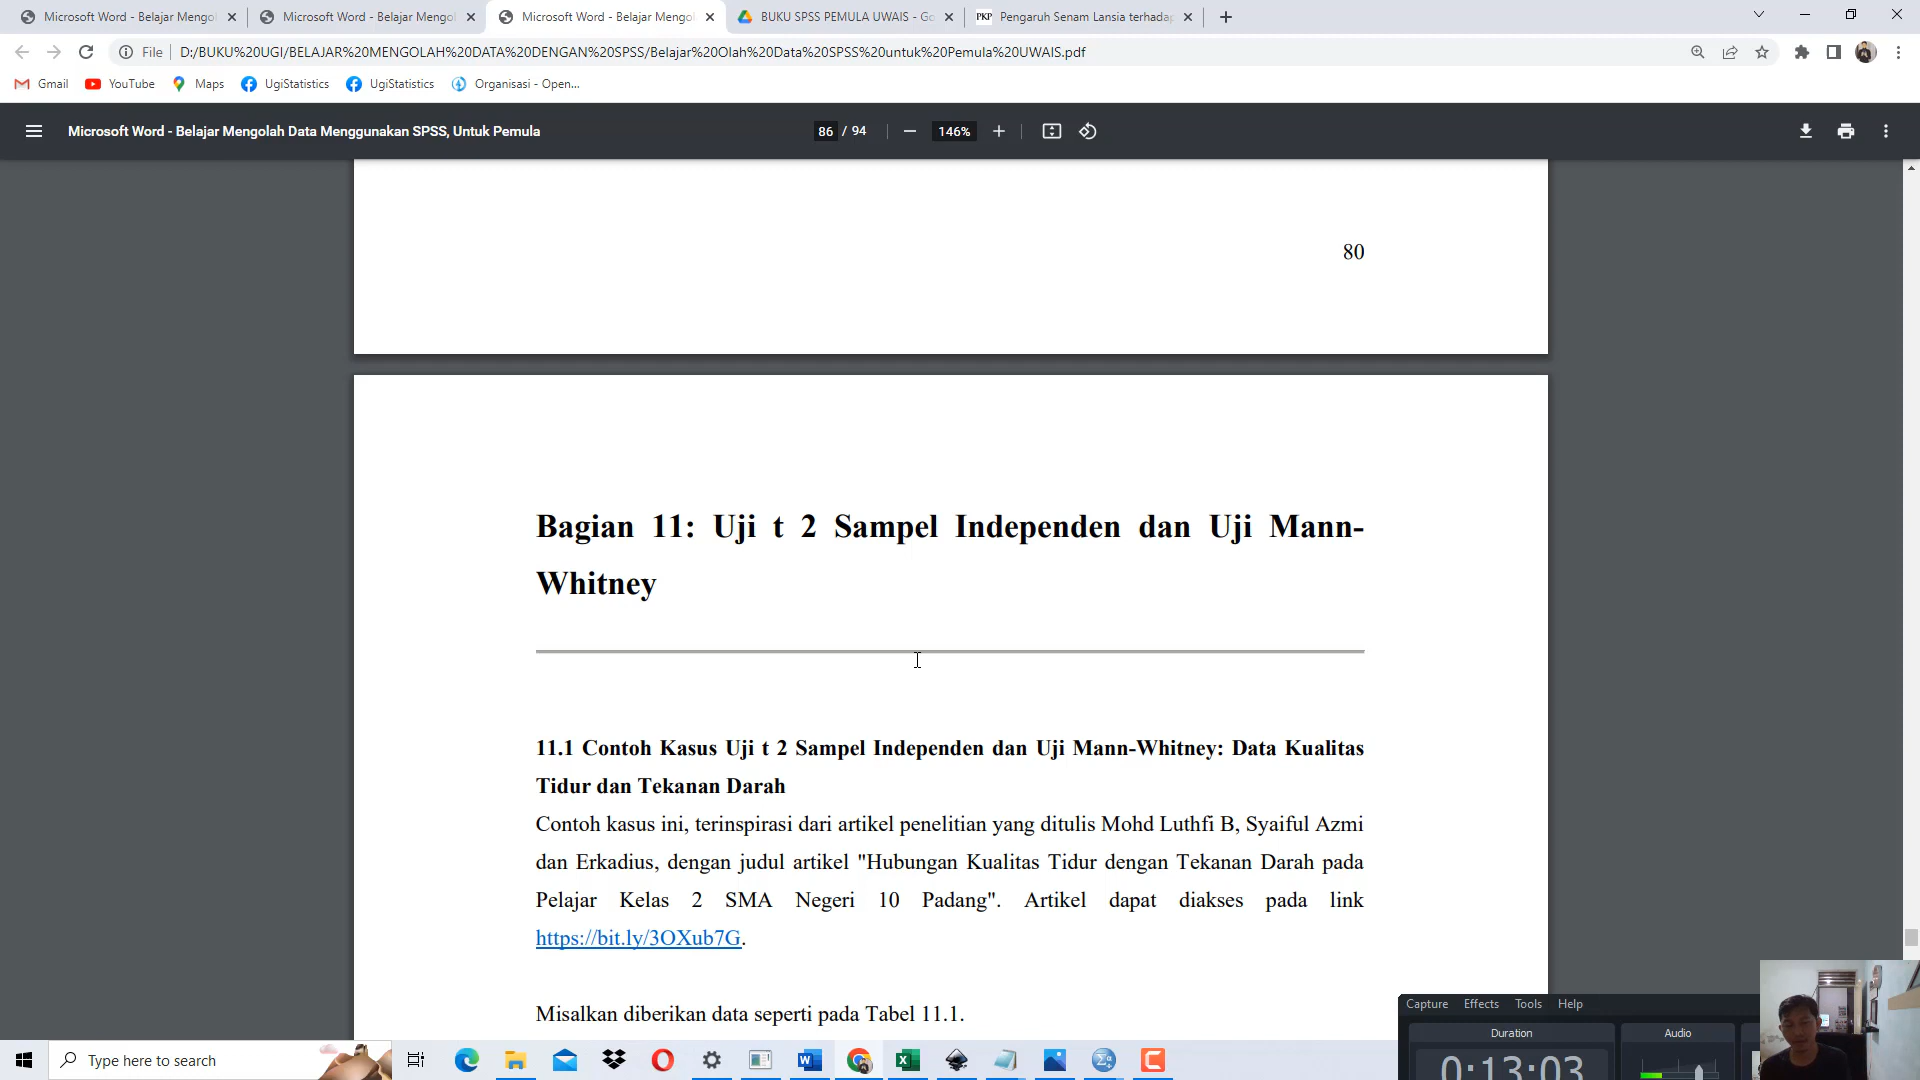 Microsoft Word - Belajar Mengol
Microsoft Word - Belajar Mengol
Microsoft Word - Belajar Mengol
BUKU SPSS PEMULA UWAIS - Go
PKP Pengaruh Senam Lansia terhadap
File D:/BUKU%20UGI/BELAJAR%20MENGOLAH%20DATA%20DENGAN%20SPSS/Belajar%20Olah%20Data%20SPSS%20untuk%20Pemula%20UWAIS.pdf
Gmail YouTube Maps UgiStatistics UgiStatistics Organisasi - Open...
Microsoft Word - Belajar Mengolah Data Menggunakan SPSS, Untuk Pemula 86 / 94 146%
80
Bagian 11: Uji t 2 Sampel Independen dan Uji Mann-
Whitney
11.1 Contoh Kasus Uji t 2 Sampel Independen dan Uji Mann-Whitney: Data Kualitas
Tidur dan Tekanan Darah
Contoh kasus ini, terinspirasi dari artikel penelitian yang ditulis Mohd Luthfi B, Syaiful Azmi
dan Erkadius, dengan judul artikel "Hubungan Kualitas Tidur dengan Tekanan Darah pada
Pelajar Kelas 2 SMA Negeri 10 Padang". Artikel dapat diakses pada link
https://bit.ly/3OXub7G.
Misalkan diberikan data seperti pada Tabel 11.1.
Capture Effects Tools Help
Duration Audio
0:13:03
Type here to search